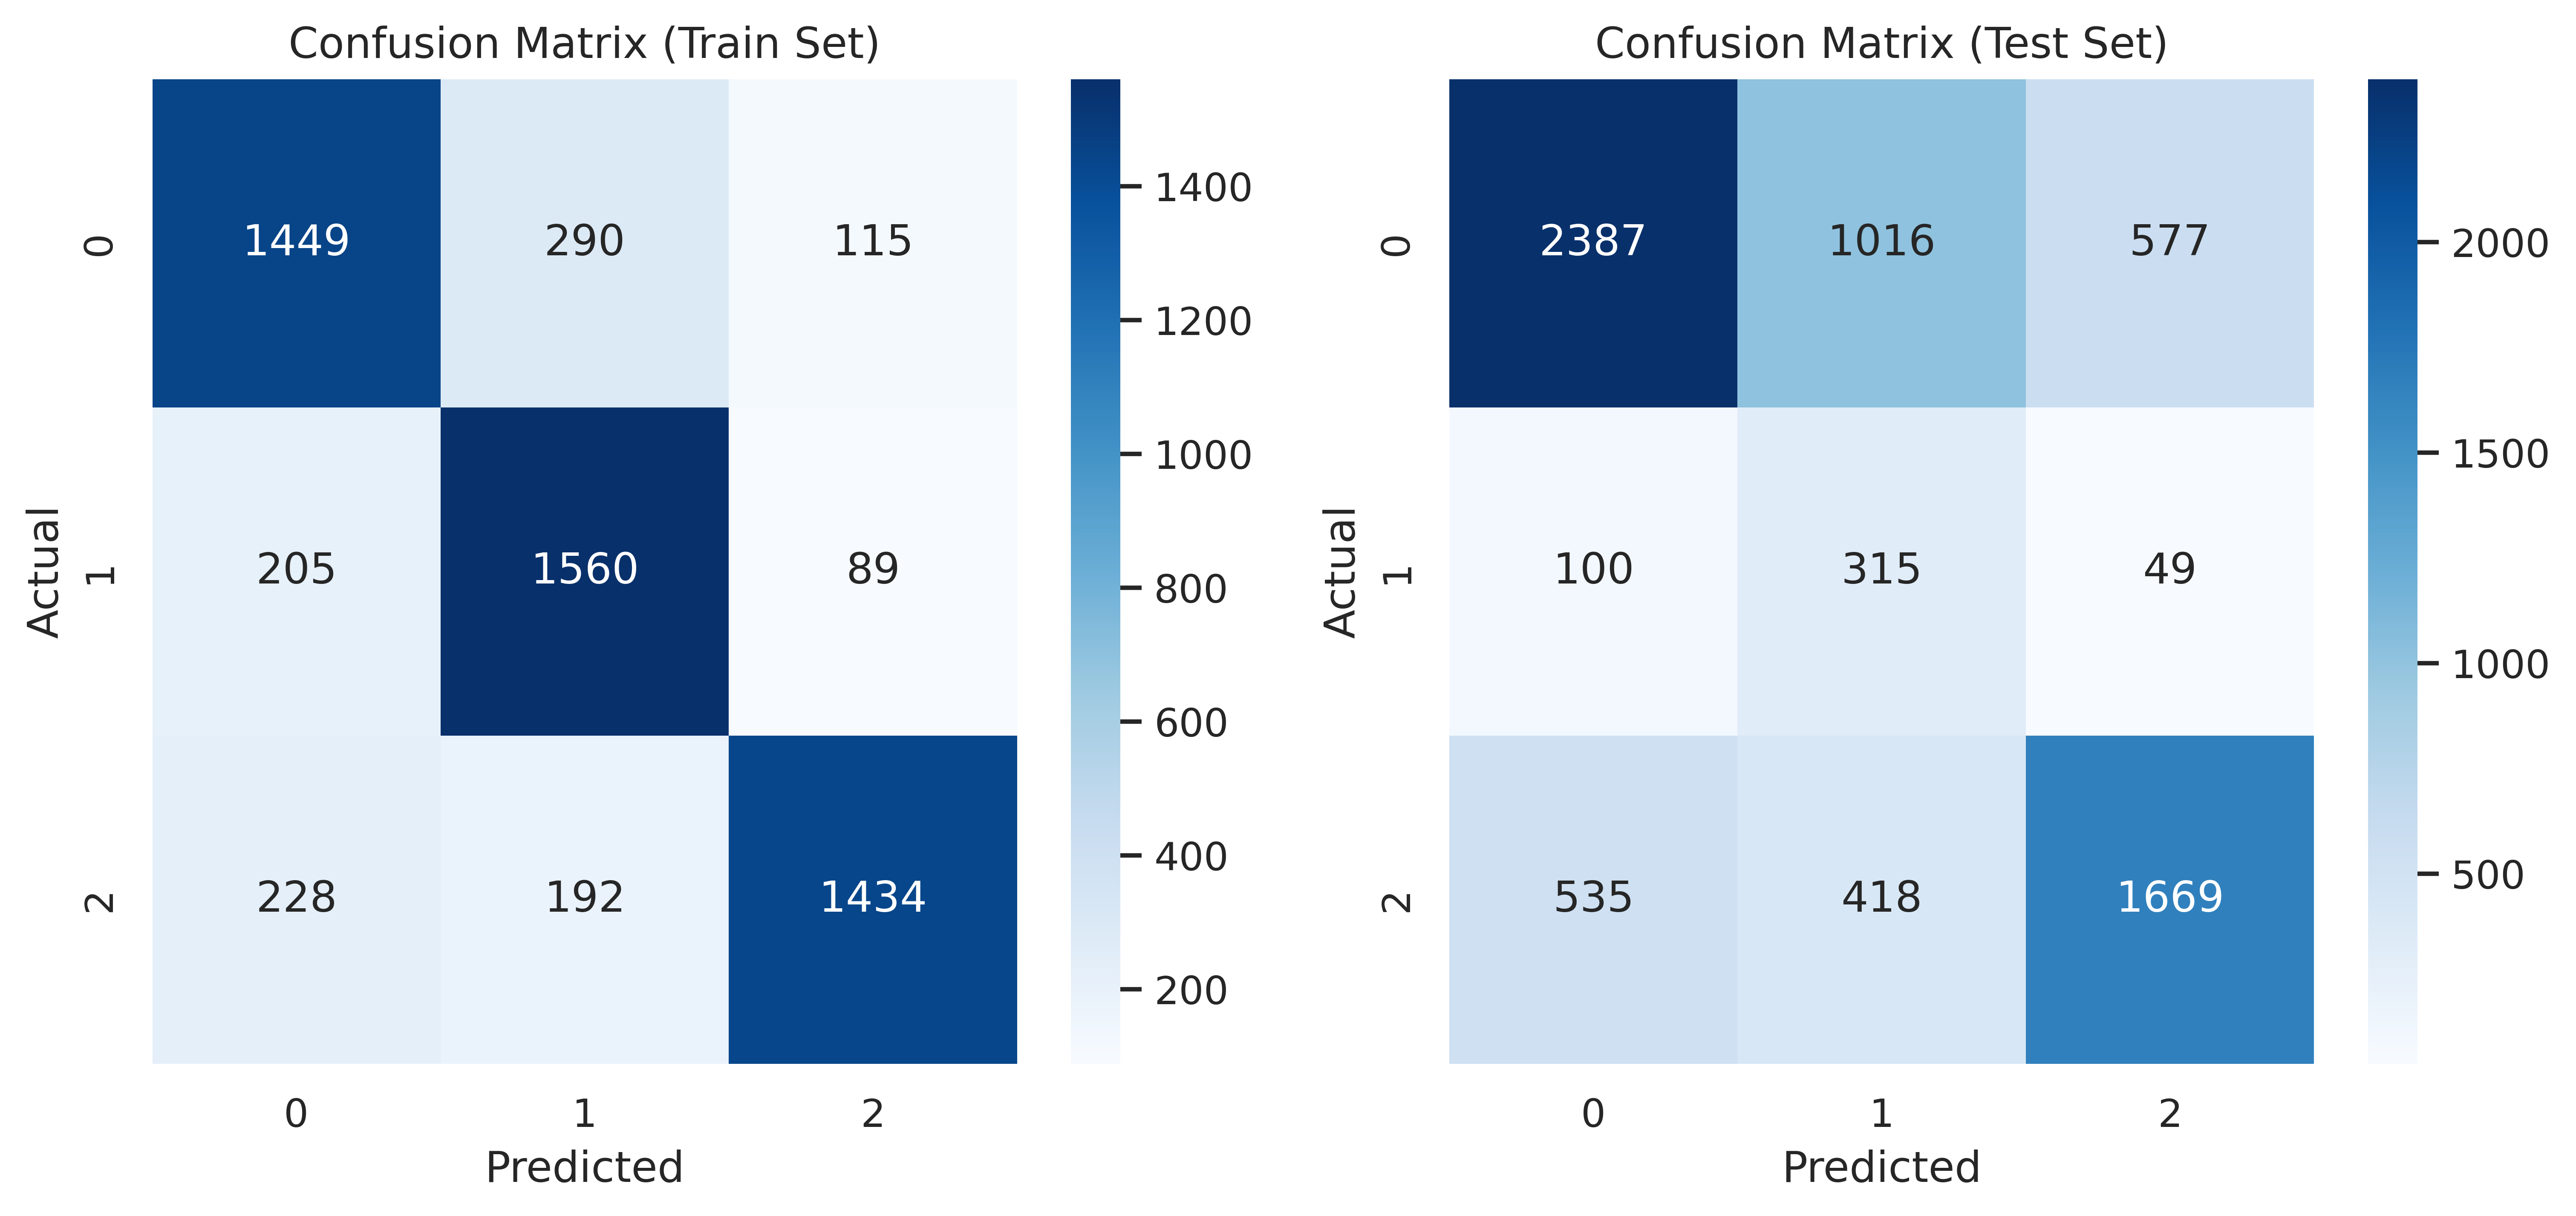 Confusion Matrix (Train Set)
1449 290 115
205 1560 89
228 192 1434
0
1
2
Actual
0 1 2
Predicted
1400
1200
1000
800
600
400
200
Confusion Matrix (Test Set)
2387 1016 577
100 315 49
535 418 1669
0
1
2
Actual
0 1 2
Predicted
2000
1500
1000
500